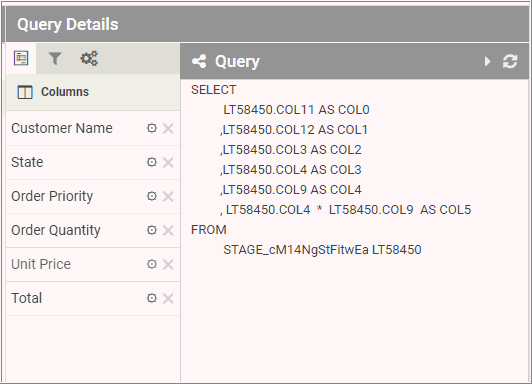 Query Details
Columns
Customer Name
State
Order Priority
Order Quantity
Unit Price
Total
Query
SELECT
LT58450.COL11 AS COL0
,LT58450.COL12 AS COL1
,LT58450.COL3 AS COL2
,LT58450.COL4 AS COL3
,LT58450.COL9 AS COL4
, LT58450.COL4 * LT58450.COL9 AS COL5
FROM
STAGE_cM14NgStFitwEa LT58450